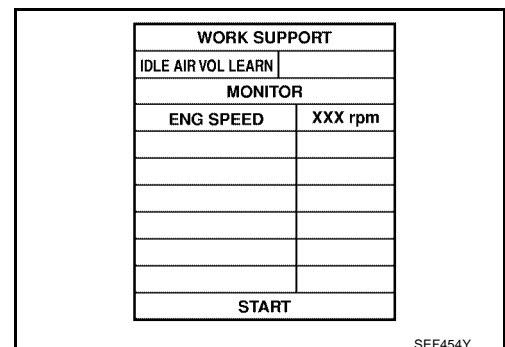 WORK SUPPORT
IDLE AIR VOL LEARN
MONITOR
ENG SPEED XXX rpm
START
SEF454Y